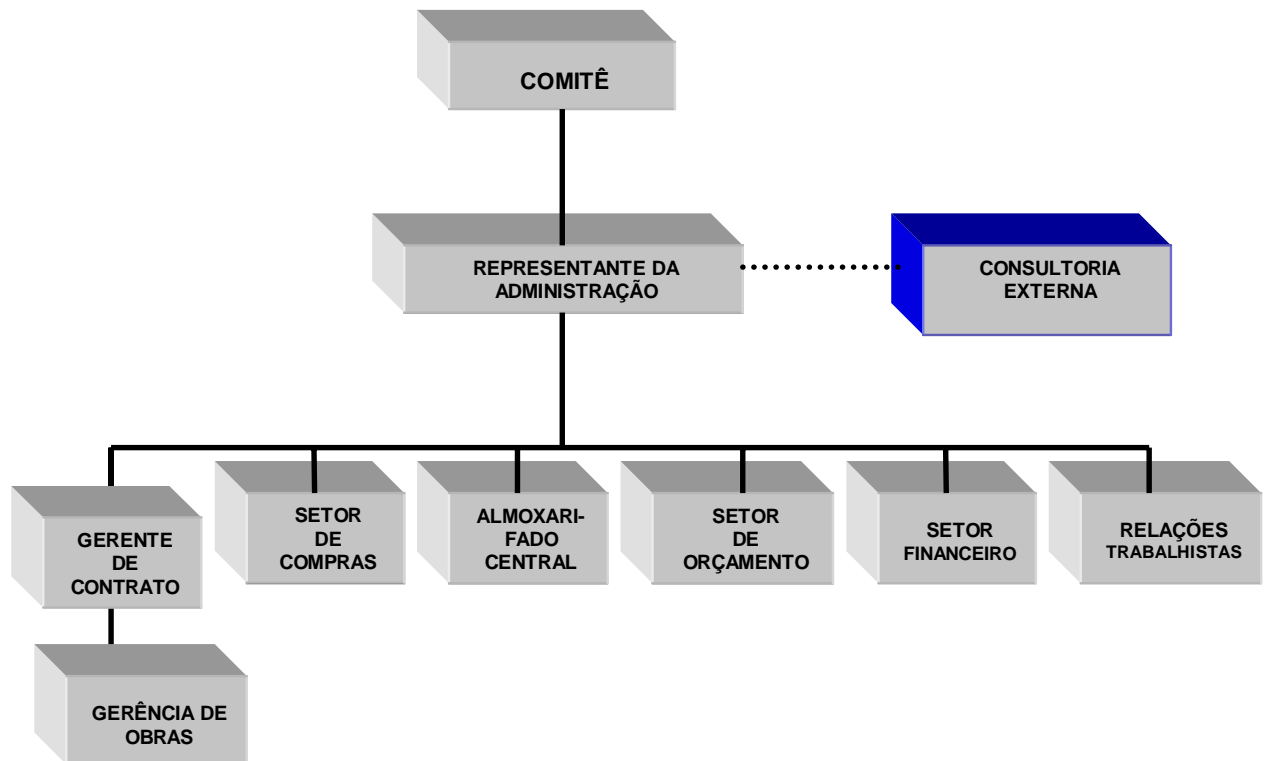 COMITÊ
REPRESENTANTE DA
ADMINISTRAÇÃO
CONSULTORIA
EXTERNA
GERENTE
DE
CONTRATO
SETOR
DE
COMPRAS
ALMOXARI-
FADO
CENTRAL
SETOR
DE
ORÇAMENTO
SETOR
FINANCEIRO
RELAÇÕES
TRABALHISTAS
GERÊNCIA DE
OBRAS